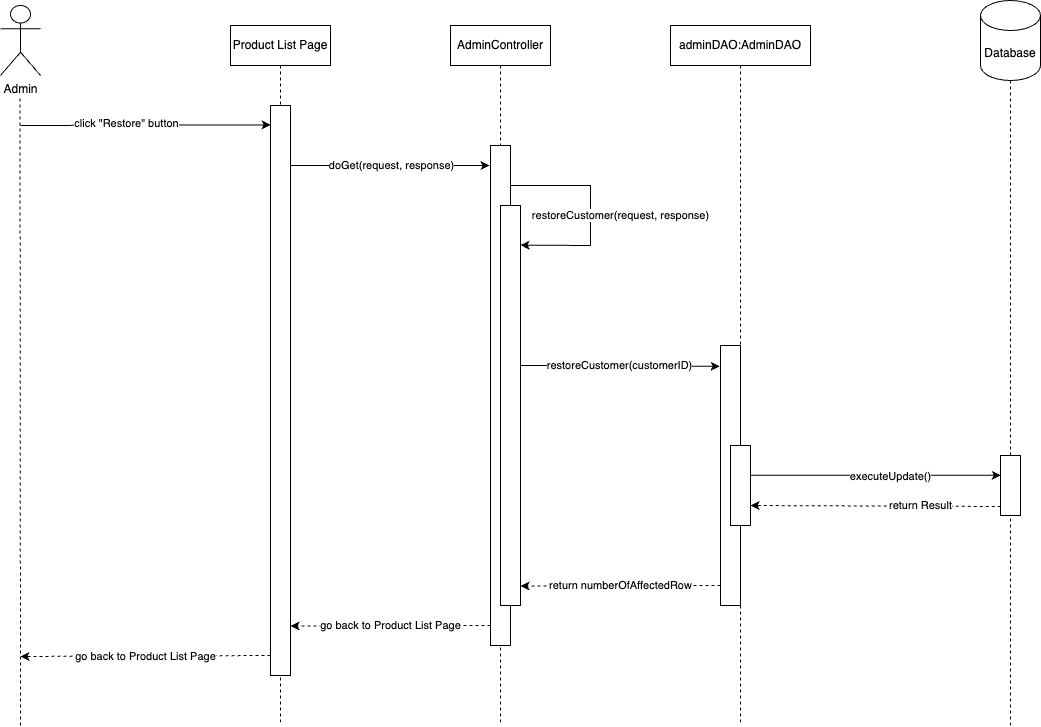 Product List Page
AdminController
adminDAO:AdminDAO
Database
Admin
click "Restore" button
doGet(request, response)
restoreCustomer(request, response)
restoreCustomer(customerID)
executeUpdate()
return Result
return numberOfAffectedRow
go back to Product List Page
go back to Product List Page